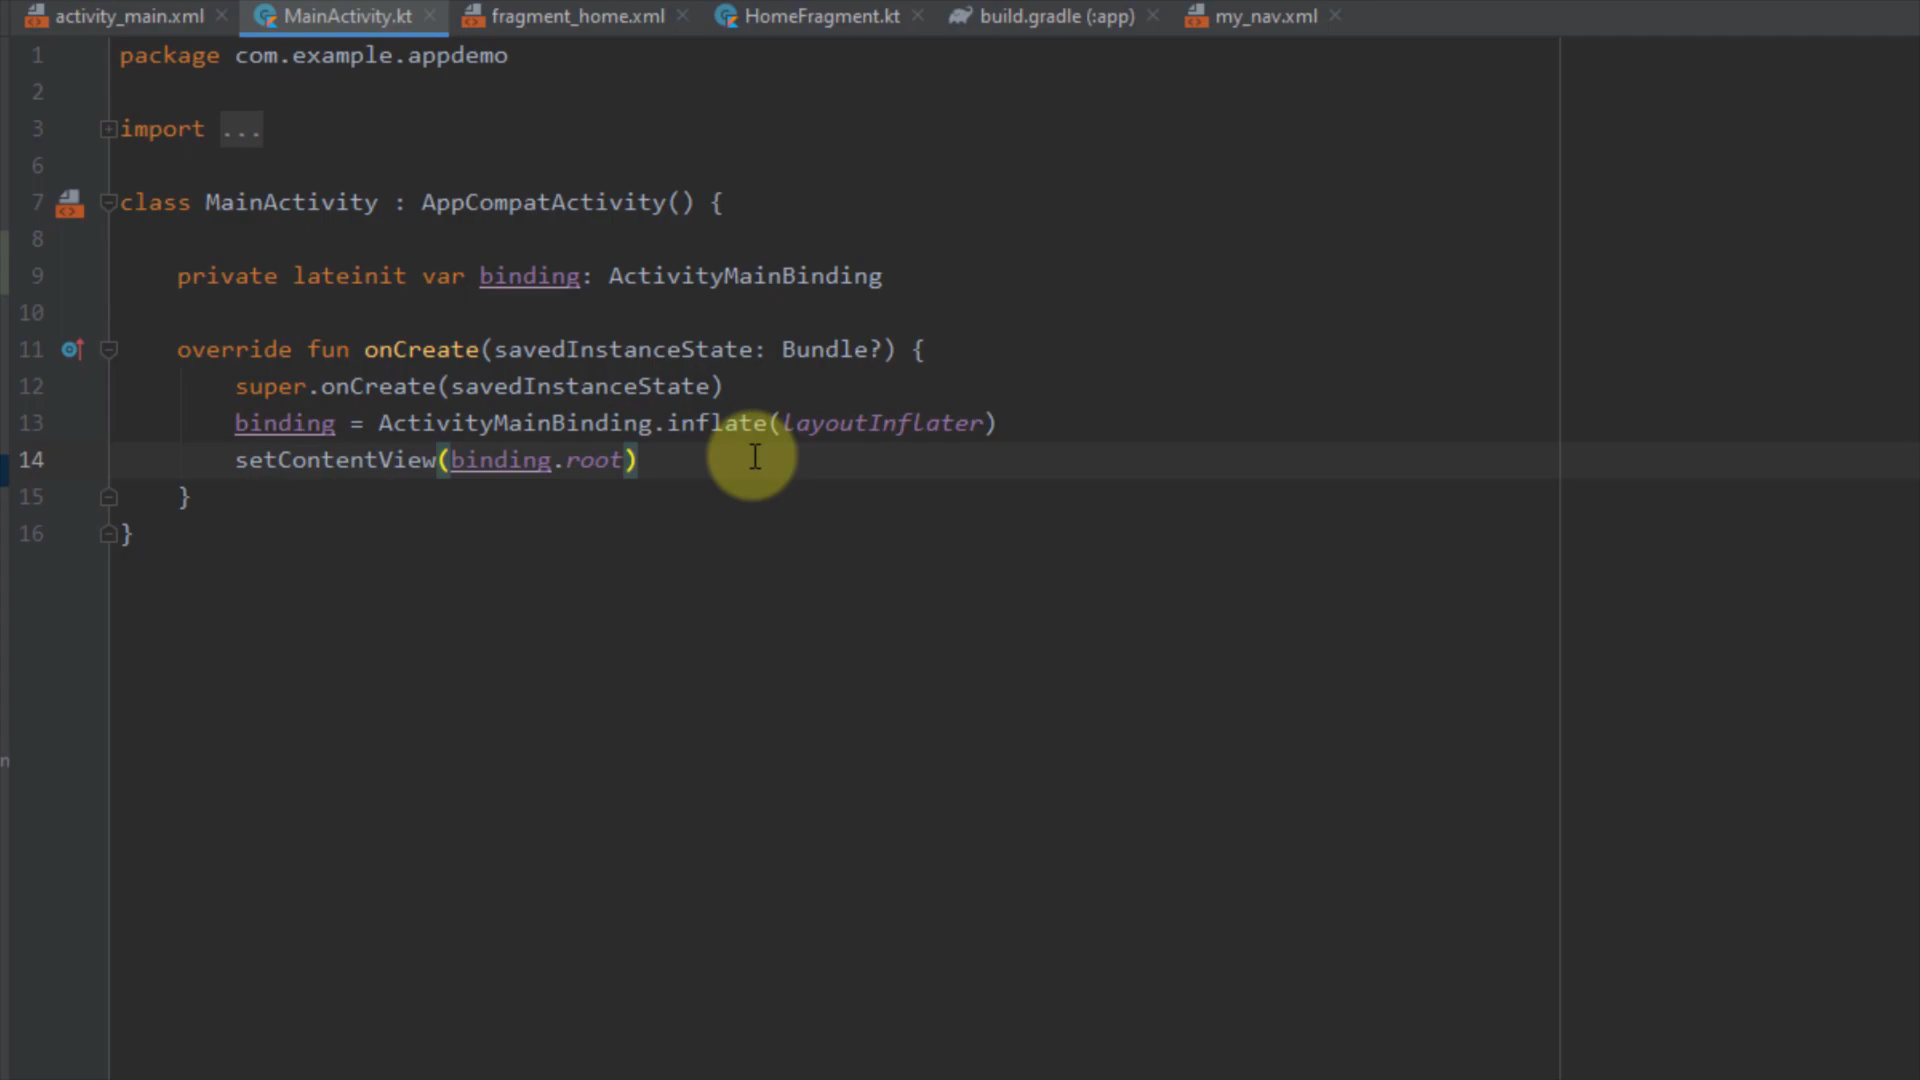 activity_main.xml MainActivity.kt fragment_home.xml HomeFragment.kt build.gradle (:app) my_nav.xml
1 package com.example.appdemo
2
3 import ...
6
7 class MainActivity : AppCompatActivity() {
8
9 private lateinit var binding: ActivityMainBinding
10
11 override fun onCreate(savedInstanceState: Bundle?) {
12 super.onCreate(savedInstanceState)
13 binding = ActivityMainBinding.inflate(layoutInflater)
14 setContentView(binding.root)
15 }
16 }
n